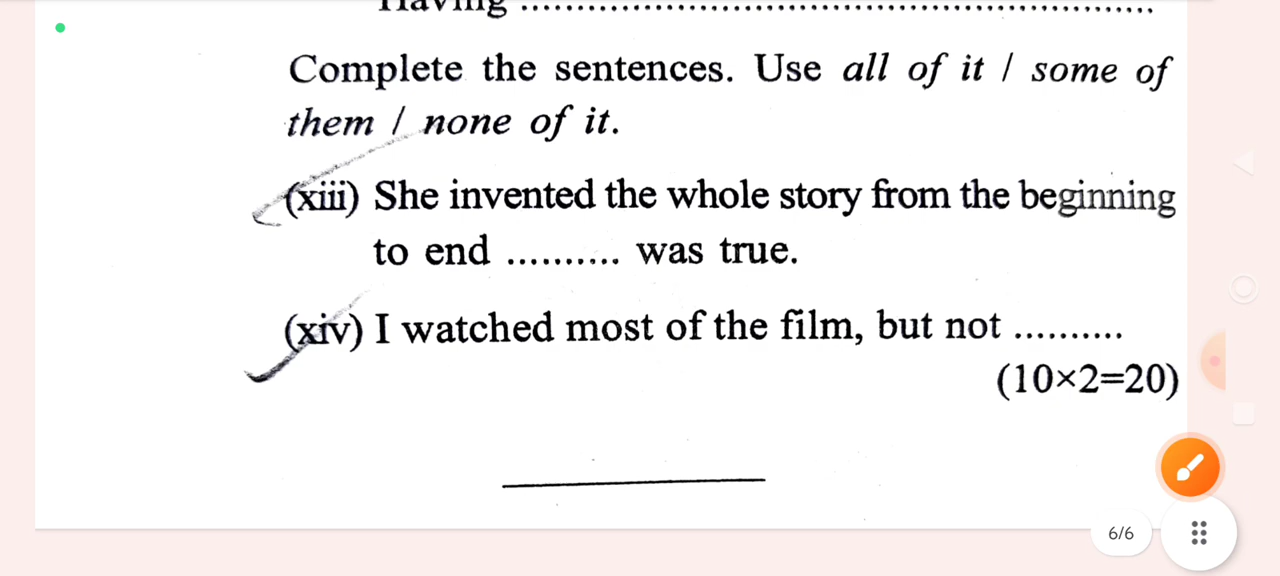 Having ..............................................................
Complete the sentences. Use all of it / some of
them / none of it.
(xiii) She invented the whole story from the beginning
to end .......... was true.
(xiv) I watched most of the film, but not ..........
(10×2=20)
6/6